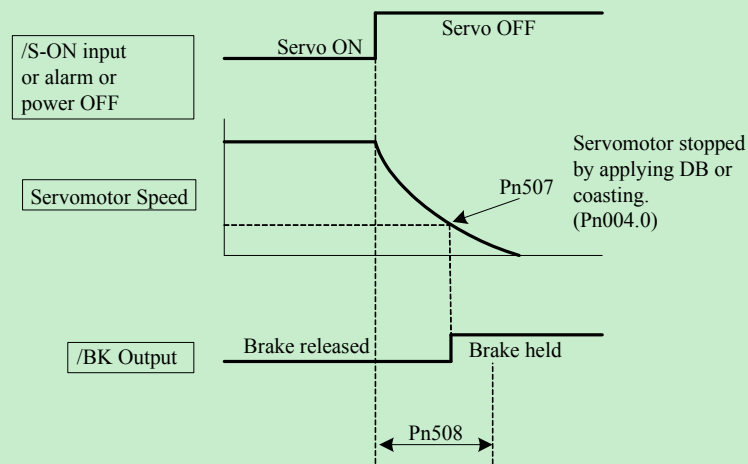 /S-ON input
or alarm or
power OFF
Servo ON
Servo OFF
Servomotor Speed
Pn507
Servomotor stopped
by applying DB or
coasting.
(Pn004.0)
/BK Output
Brake released
Brake held
Pn508